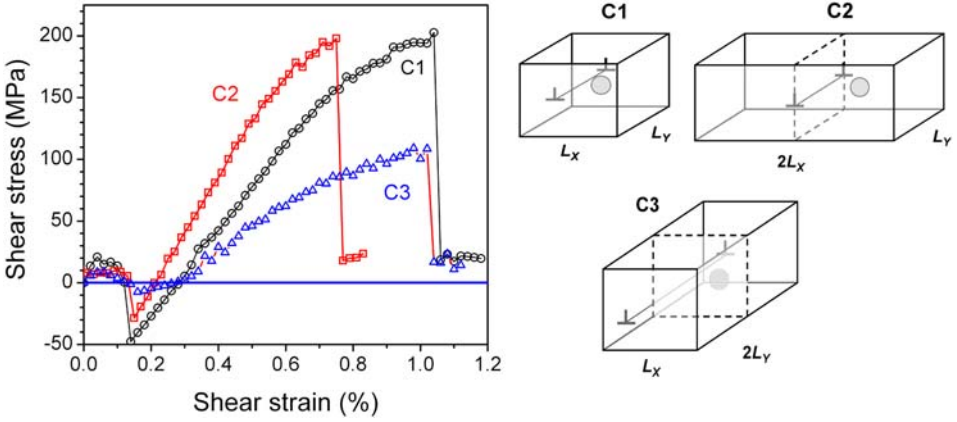 Shear stress (MPa)
200
150
100
50
0
-50
0.0 0.2 0.4 0.6 0.8 1.0 1.2
Shear strain (%)
C2
C1
C3
C1
L_X
L_Y
C2
2L_X
L_Y
C3
L_X
2L_Y